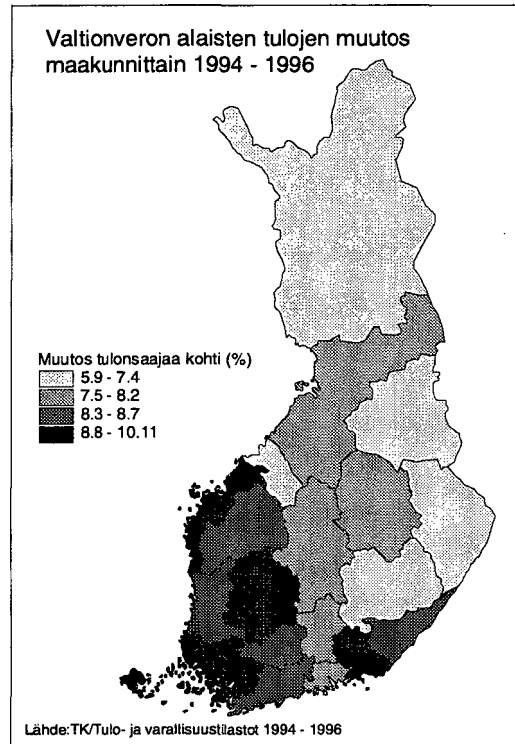 Valtionveron alaisten tulojen muutos
maakunnittain 1994 - 1996
Muutos tulonsaajaa kohti (%)
5.9 - 7.4
7.5 - 8.2
8.3 - 8.7
8.8 - 10.11
Lähde:TK/Tulo- ja varallisuustilastot 1994 - 1996